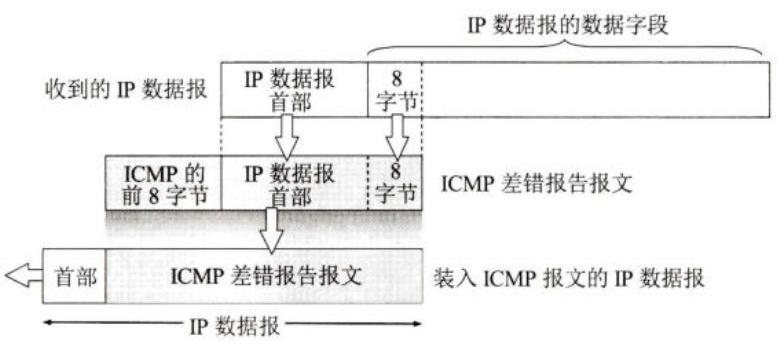 IP 数据报的数据字段
收到的 IP 数据报
IP 数据报
首部
8
字节
ICMP 的
前 8 字节
IP 数据报
首部
8
字节
ICMP 差错报告报文
首部
ICMP 差错报告报文
装入 ICMP 报文的 IP 数据报
IP 数据报